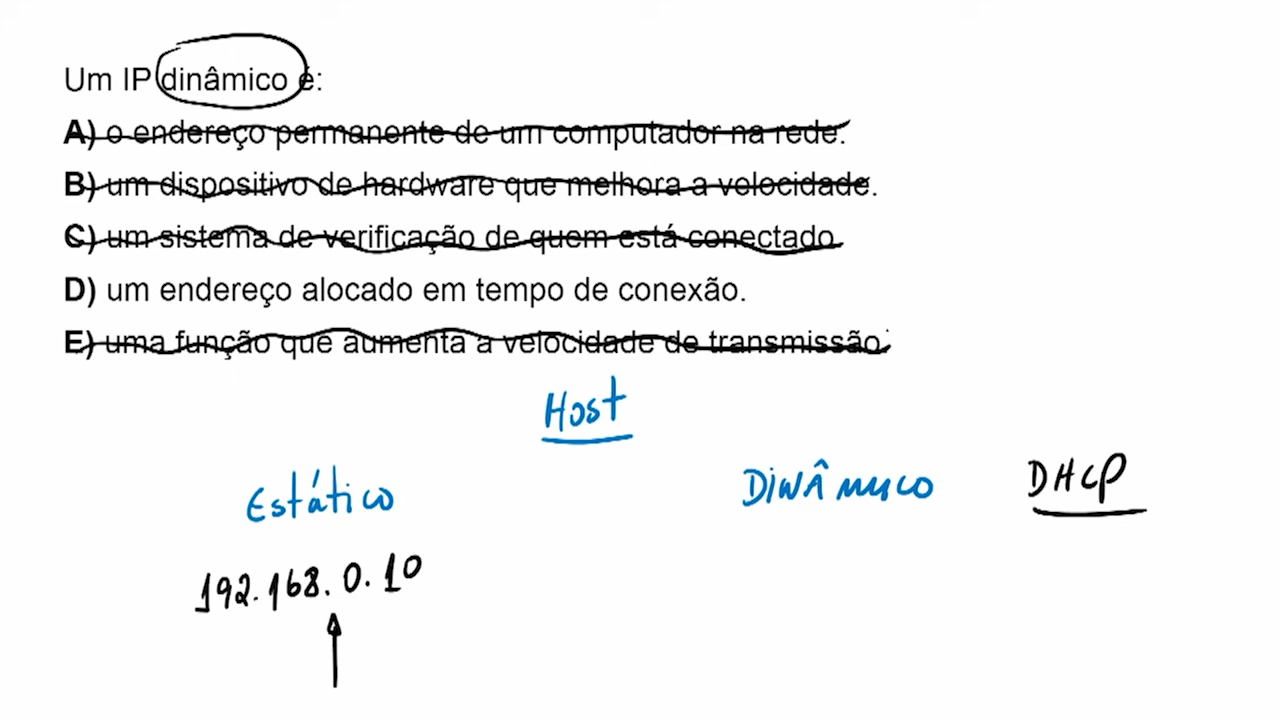 Um IP dinâmico é:
A) o endereço permanente de um computador na rede.
B) um dispositivo de hardware que melhora a velocidade.
C) um sistema de verificação de quem está conectado.
D) um endereço alocado em tempo de conexão.
E) uma função que aumenta a velocidade de transmissão.
Host
Estático
Dinâmico
DHCP
192.168.0.10